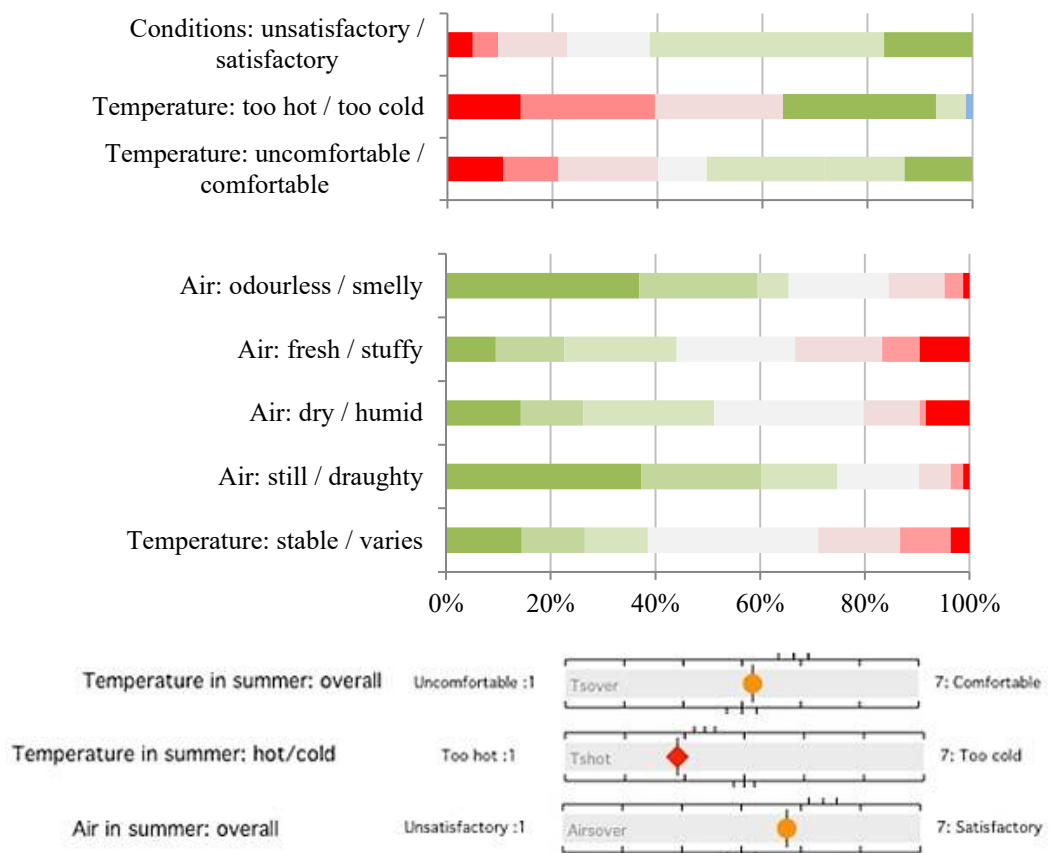 Conditions: unsatisfactory /
satisfactory
Temperature: too hot / too cold
Temperature: uncomfortable /
comfortable
Air: odourless / smelly
Air: fresh / stuffy
Air: dry / humid
Air: still / draughty
Temperature: stable / varies
0% 20% 40% 60% 80% 100%
Temperature in summer: overall Uncomfortable :1 Tsover 7: Comfortable
Temperature in summer: hot/cold Too hot :1 Tshot 7: Too cold
Air in summer: overall Unsatisfactory :1 Airsover 7: Satisfactory